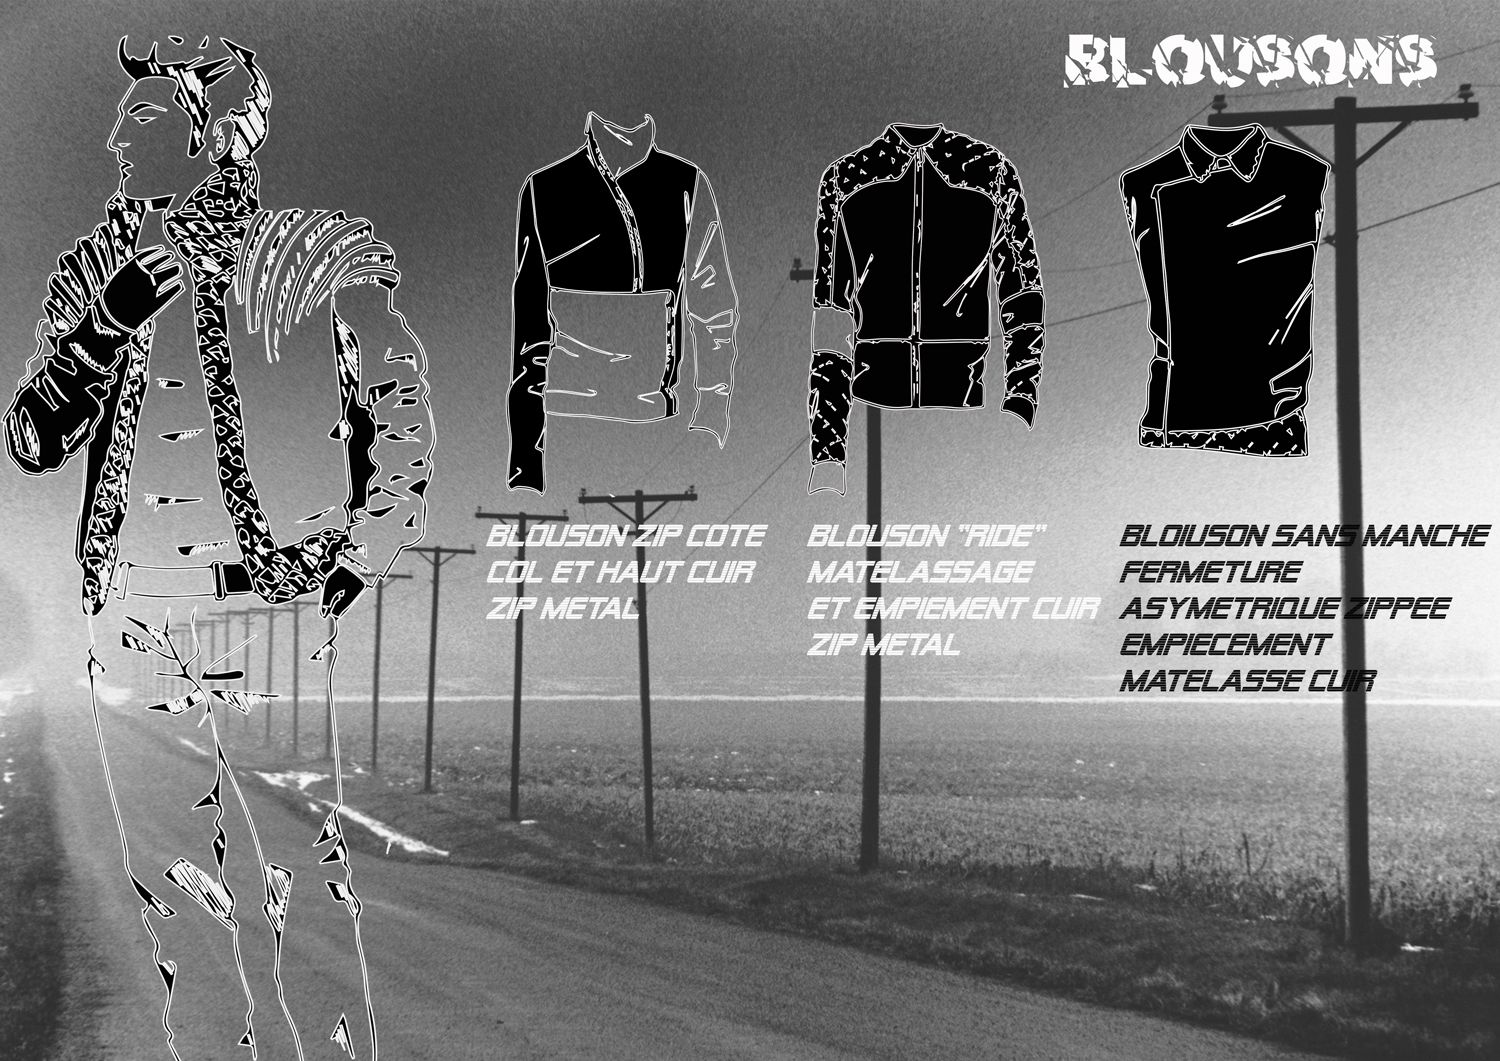 BLOUSONS
BLOUSON ZIP COTE
COL ET HAUT CUIR
ZIP METAL
BLOUSON "RIDE"
MATELASSAGE
ET EMPIEMENT CUIR
ZIP METAL
BLOIUSON SANS MANCHE
FERMETURE
ASYMETRIQUE ZIPPEE
EMPIECEMENT
MATELASSE CUIR